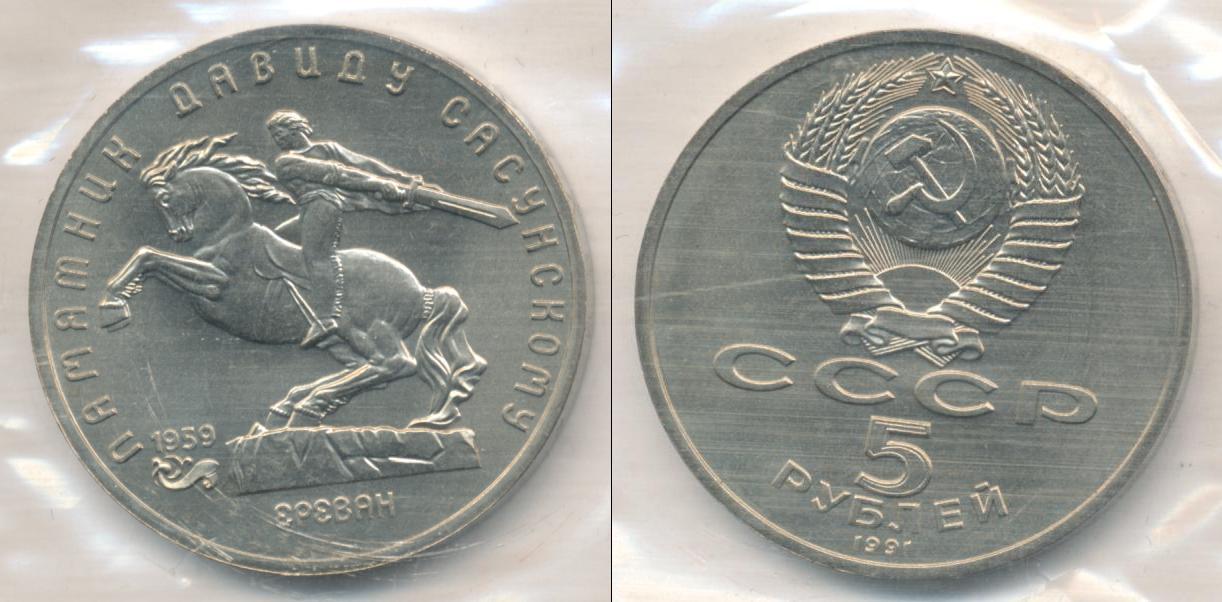 ПАМЯТНИК ДАВИДУ САСУНСКОМУ
1959
ЕРЕВАН
СССР
5
РУБЛЕЙ
1991